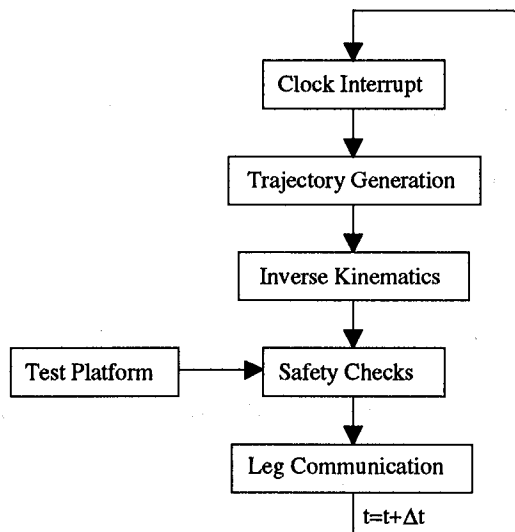 Clock Interrupt
Trajectory Generation
Inverse Kinematics
Test Platform
Safety Checks
Leg Communication
t=t+Δt